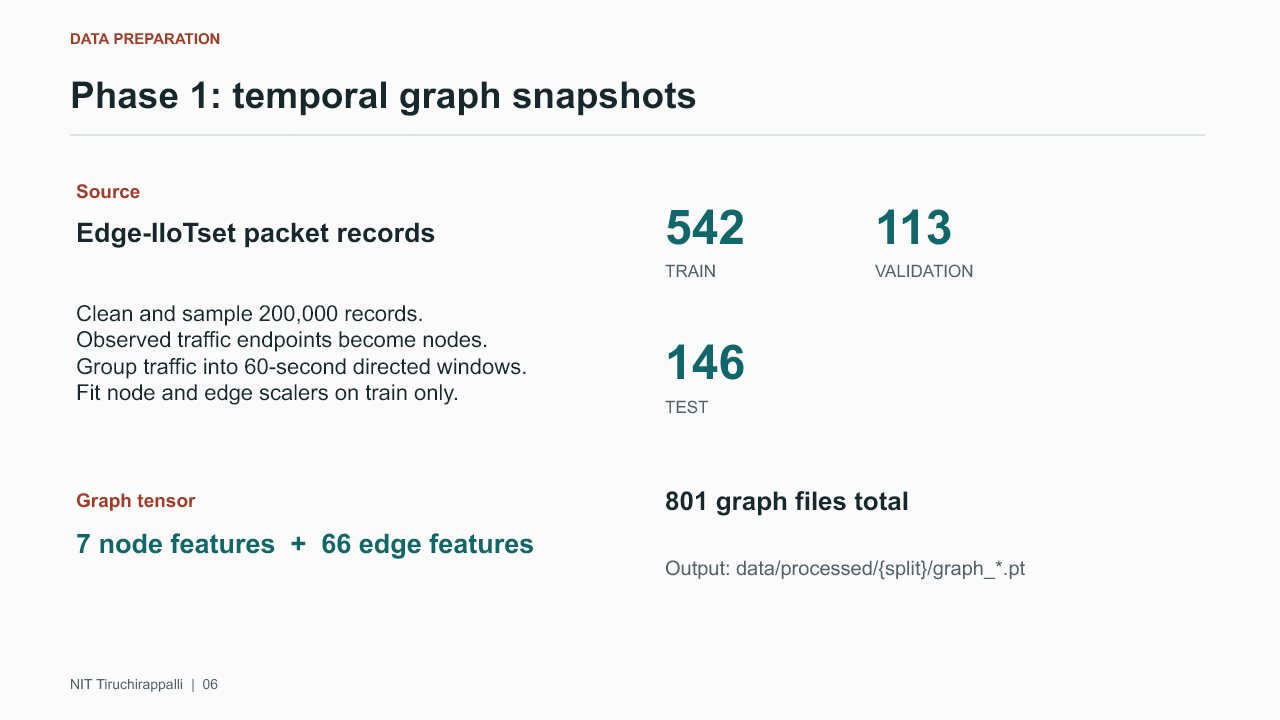 DATA PREPARATION
Phase 1: temporal graph snapshots
Source
Edge-IIoTset packet records
Clean and sample 200,000 records.
Observed traffic endpoints become nodes.
Group traffic into 60-second directed windows.
Fit node and edge scalers on train only.
Graph tensor
7 node features + 66 edge features
542
TRAIN
113
VALIDATION
146
TEST
801 graph files total
Output: data/processed/{split}/graph_*.pt
NIT Tiruchirappalli | 06